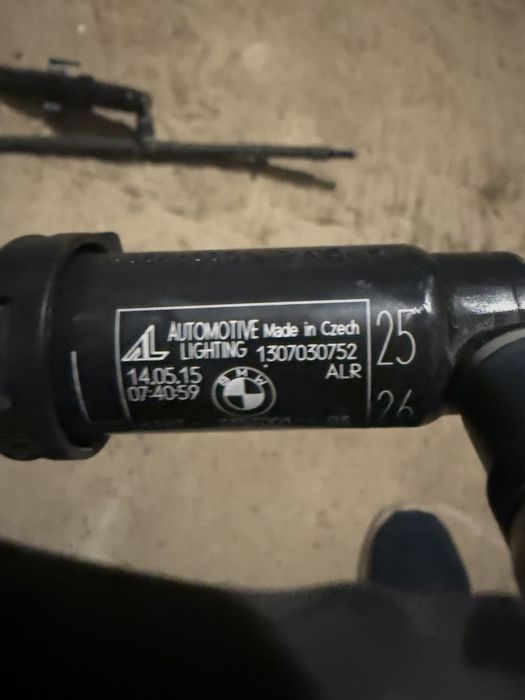 AUTOMOTIVE Made in Czech
LIGHTING 1307030752
ALR
14.05.15
07:40:59
BMW
25
26